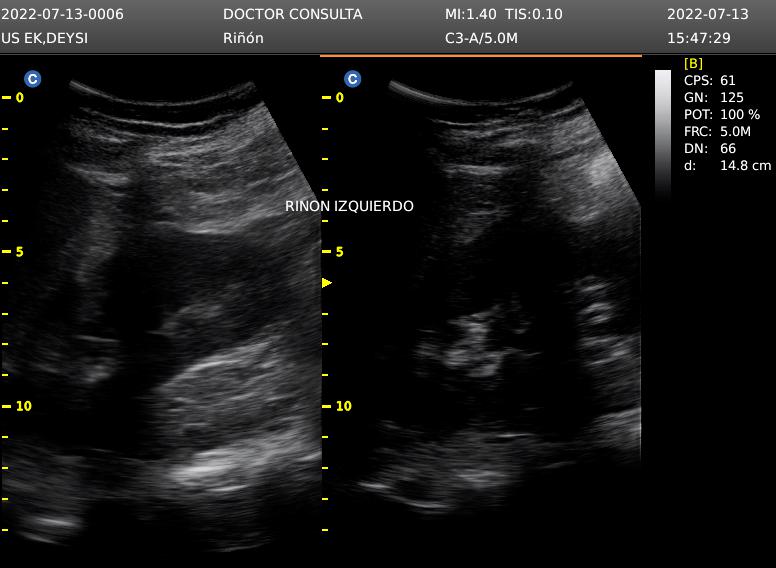 2022-07-13-0006 DOCTOR CONSULTA MI:1.40 TIS:0.10 2022-07-13
US EK,DEYSI Riñón C3-A/5.0M 15:47:29
[B]
C C
CPS: 61
0 0
GN: 125
POT: 100 %
FRC: 5.0M
DN: 66
d: 14.8 cm
RINON IZQUIERDO
5 5
10 10